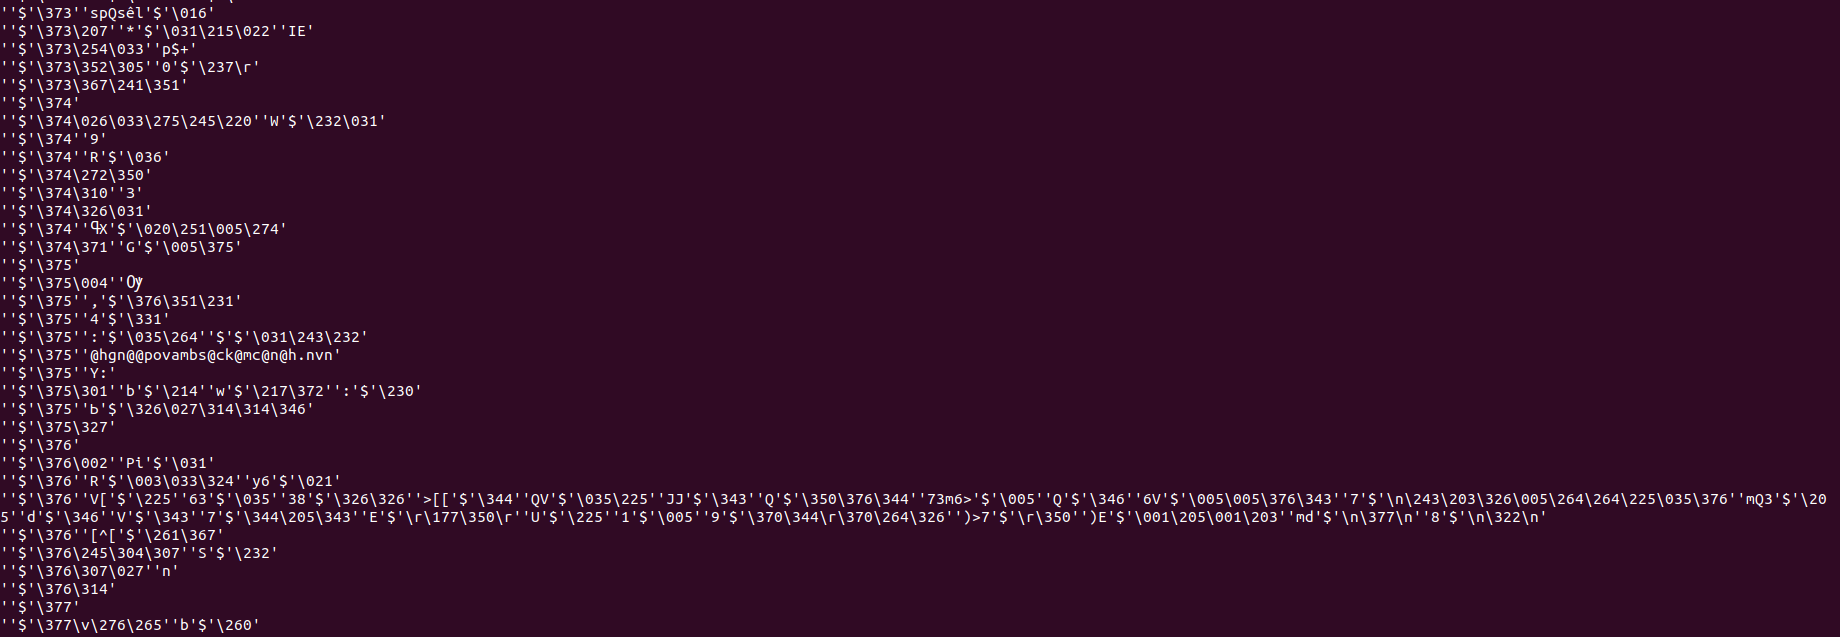 ''$'\373''spQsêl'$'\016'
''$'\373\207''*'$'\031\215\022''IE'
''$'\373\254\033''p$+'
''$'\373\352\305''0'$'\237\r'
''$'\373\367\241\351'
''$'\374'
''$'\374\026\033\275\245\220''W'$'\232\031'
''$'\374''9'
''$'\374''R'$'\036'
''$'\374\272\350'
''$'\374\310''3'
''$'\374\326\031'
''$'\374''ҶX'$'\020\251\005\274'
''$'\374\371''G'$'\005\375'
''$'\375'
''$'\375\004''Oy'
''$'\375'','$'\376\351\231'
''$'\375''4'$'\331'
''$'\375'':'$'\035\264''$'$'\031\243\232'
''$'\375''@hgn@@povambs@ck@mc@n@h.nvn'
''$'\375''Y:'
''$'\375\301''b'$'\214''w'$'\217\372'':'$'\230'
''$'\375''b'$'\326\027\314\314\346'
''$'\375\327'
''$'\376'
''$'\376\002''Pi'$'\031'
''$'\376''R'$'\003\033\324''y6'$'\021'
''$'\376''V['$'\225''63'$'\035''38'$'\326\326''>[['$'\344''QV'$'\035\225''JJ'$'\343''Q'$'\350\376\344''73m6>'$'\005''Q'$'\346''6V'$'\005\005\376\343''7'$'\n\243\203\326\005\264\264\225\035\376''mQ3'$'\20
5''d'$'\346''V'$'\343''7'$'\344\205\343''E'$'\r\177\350\r''U'$'\225''1'$'\005''9'$'\370\344\r\370\264\326'')>7'$'\r\350'')E'$'\001\205\001\203''md'$'\n\377\n''8'$'\n\322\n'
''$'\376''[^['$'\261\367'
''$'\376\245\304\307''S'$'\232'
''$'\376\307\027''n'
''$'\376\314'
''$'\377'
''$'\377\v\276\265''b'$'\260'